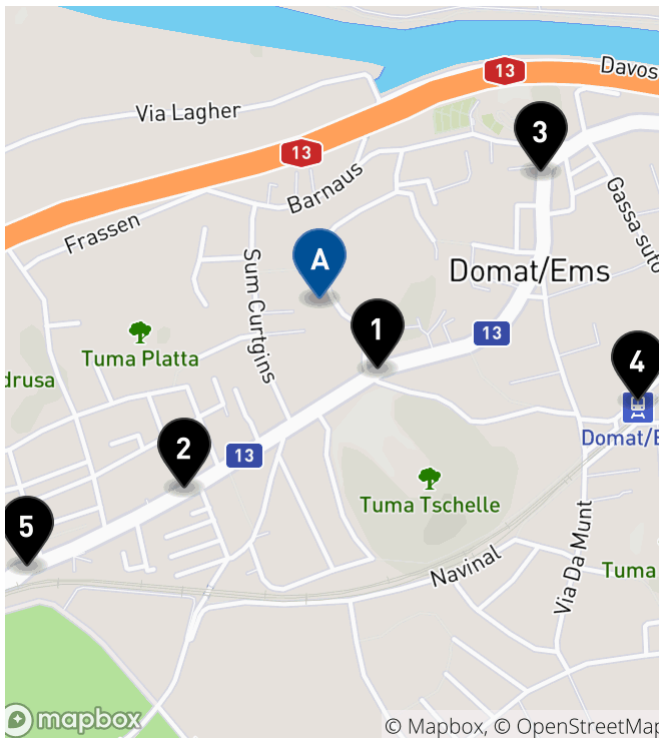 13
Davos
Via Lagher
3
13
Barnaus
Gassa suto
Frassen
A
Sum Curtgins
Domat/Ems
1
13
Tuma Platta
4
drusa
Domat/E
2
13
Tuma Tschelle
5
Via Da Munt
Navinal
Tuma
mapbox
© Mapbox, © OpenStreetMap